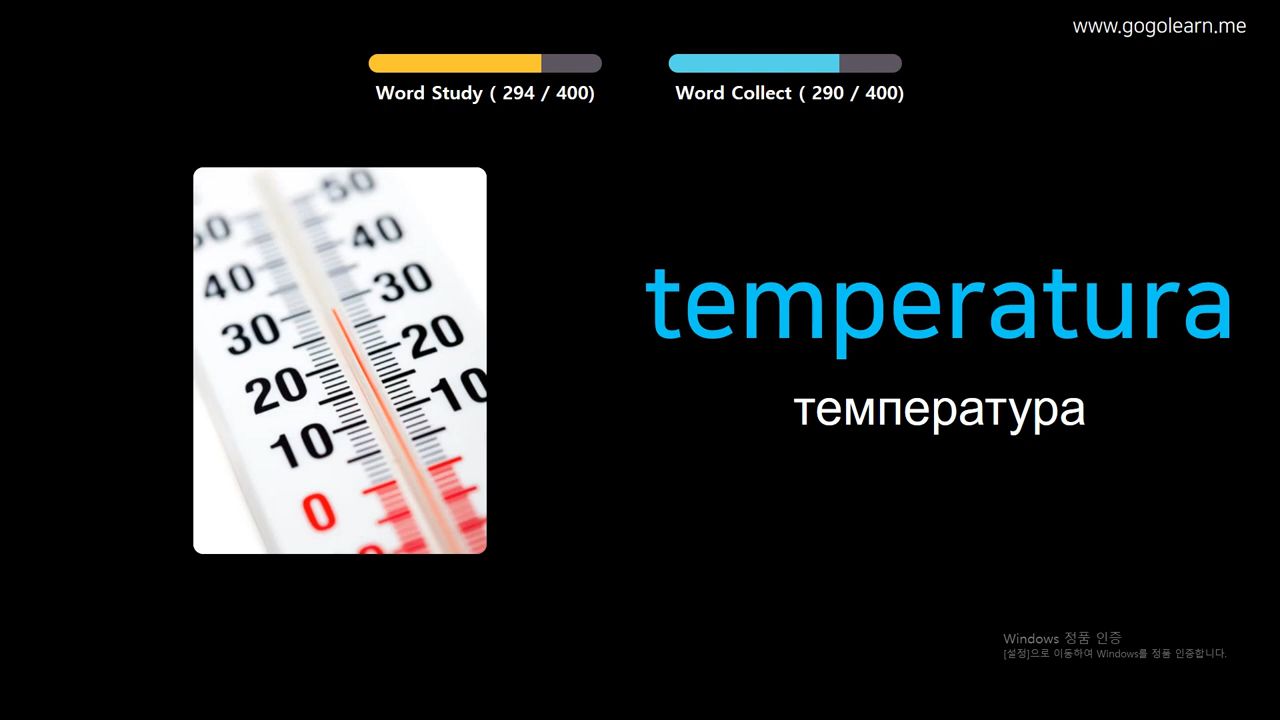 www.gogolearn.me
Word Study ( 294 / 400)
Word Collect ( 290 / 400)
50
50
40
40
30
30
20
20
10
10
0
temperatura
температура
Windows 정품 인증
[설정]으로 이동하여 Windows를 정품 인증합니다.